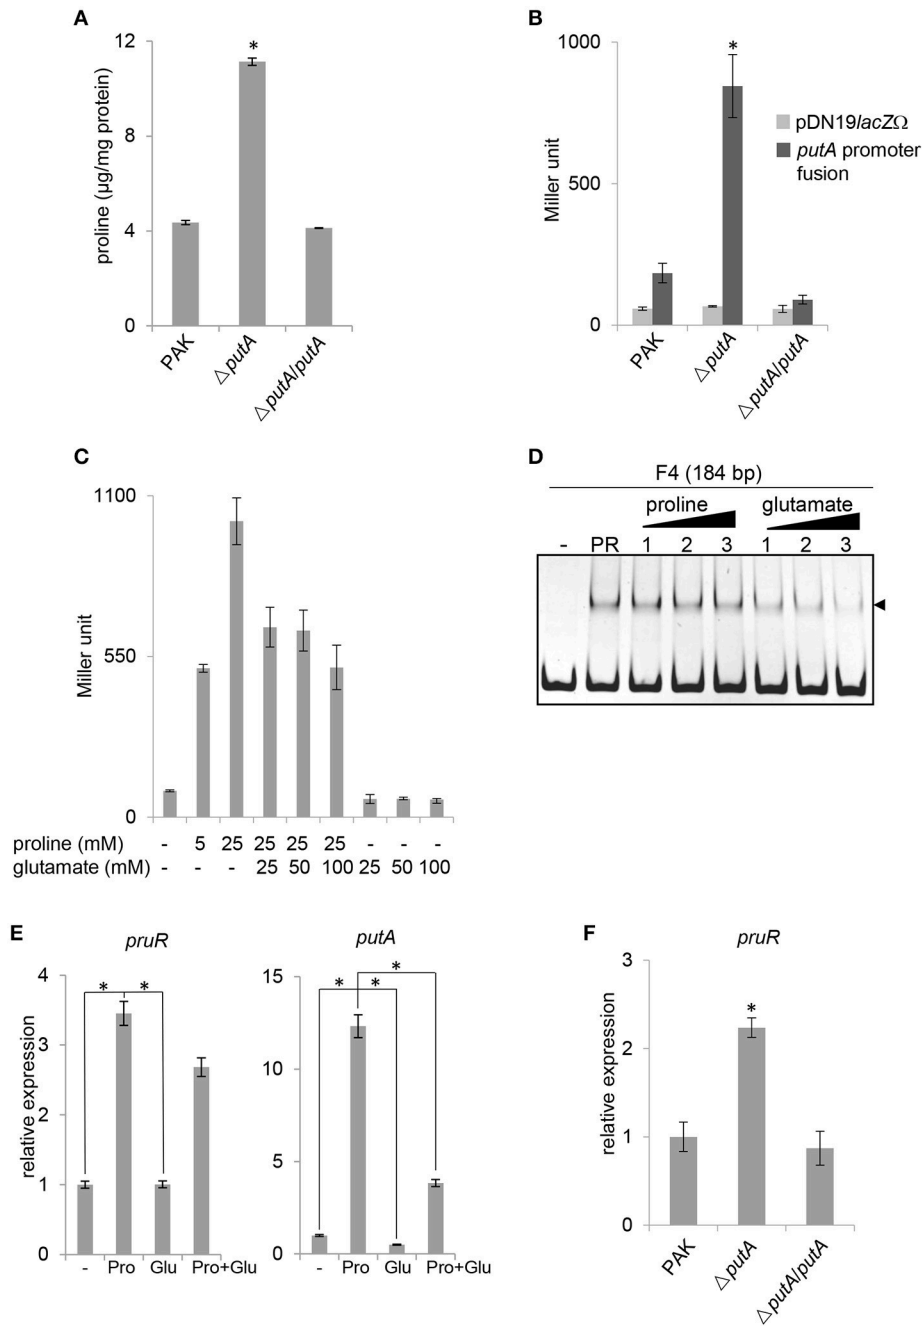 A
12
8
4
0
proline (µg/mg protein)
*
PAK
△putA
△putA/putA
B
1000
500
0
Miller unit
*
pDN19lacZΩ
putA promoter
fusion
PAK
△putA
△putA/putA
C
1100
550
0
Miller unit
proline (mM) - 5 25 25 25 25 - - -
glutamate (mM) - - - 25 50 100 25 50 100
D
F4 (184 bp)
proline glutamate
- PR 1 2 3 1 2 3
E
pruR
4
3
2
1
0
relative expression
* *
- Pro Glu Pro+Glu
putA
15
10
5
0
*
* *
- Pro Glu Pro+Glu
F
pruR
3
2
1
0
relative expression
*
PAK
△putA
△putA/putA